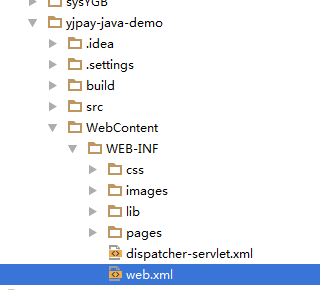 sysYGB
yjpay-java-demo
.idea
.settings
build
src
WebContent
WEB-INF
css
images
lib
pages
dispatcher-servlet.xml
web.xml